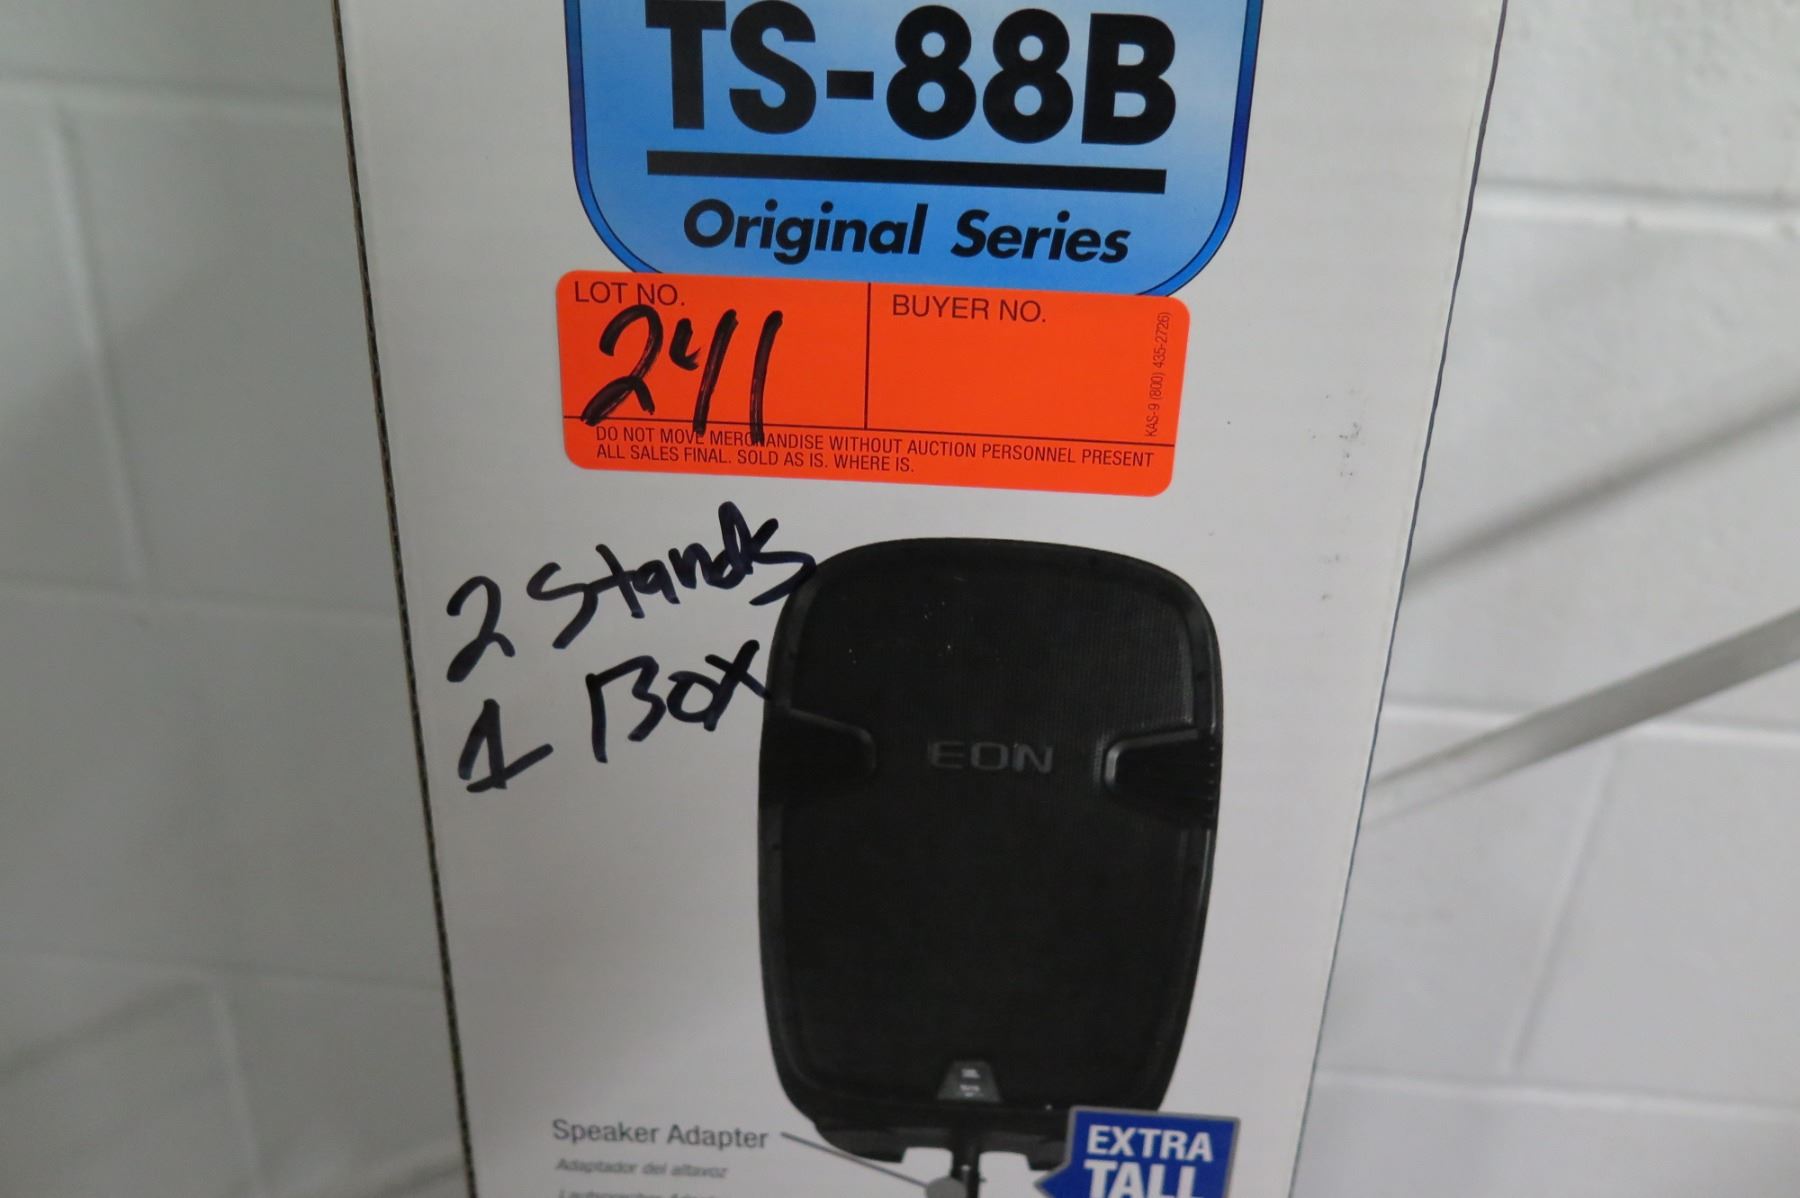 TS-88B
Original Series
LOT NO.
241
BUYER NO.
KAS-9 (800) 435-2726)
DO NOT MOVE MERCHANDISE WITHOUT AUCTION PERSONNEL PRESENT
ALL SALES FINAL. SOLD AS IS. WHERE IS.
2 Stands
1 Box
EON
Speaker Adapter
Adaptador del altavoz
EXTRA
TALL